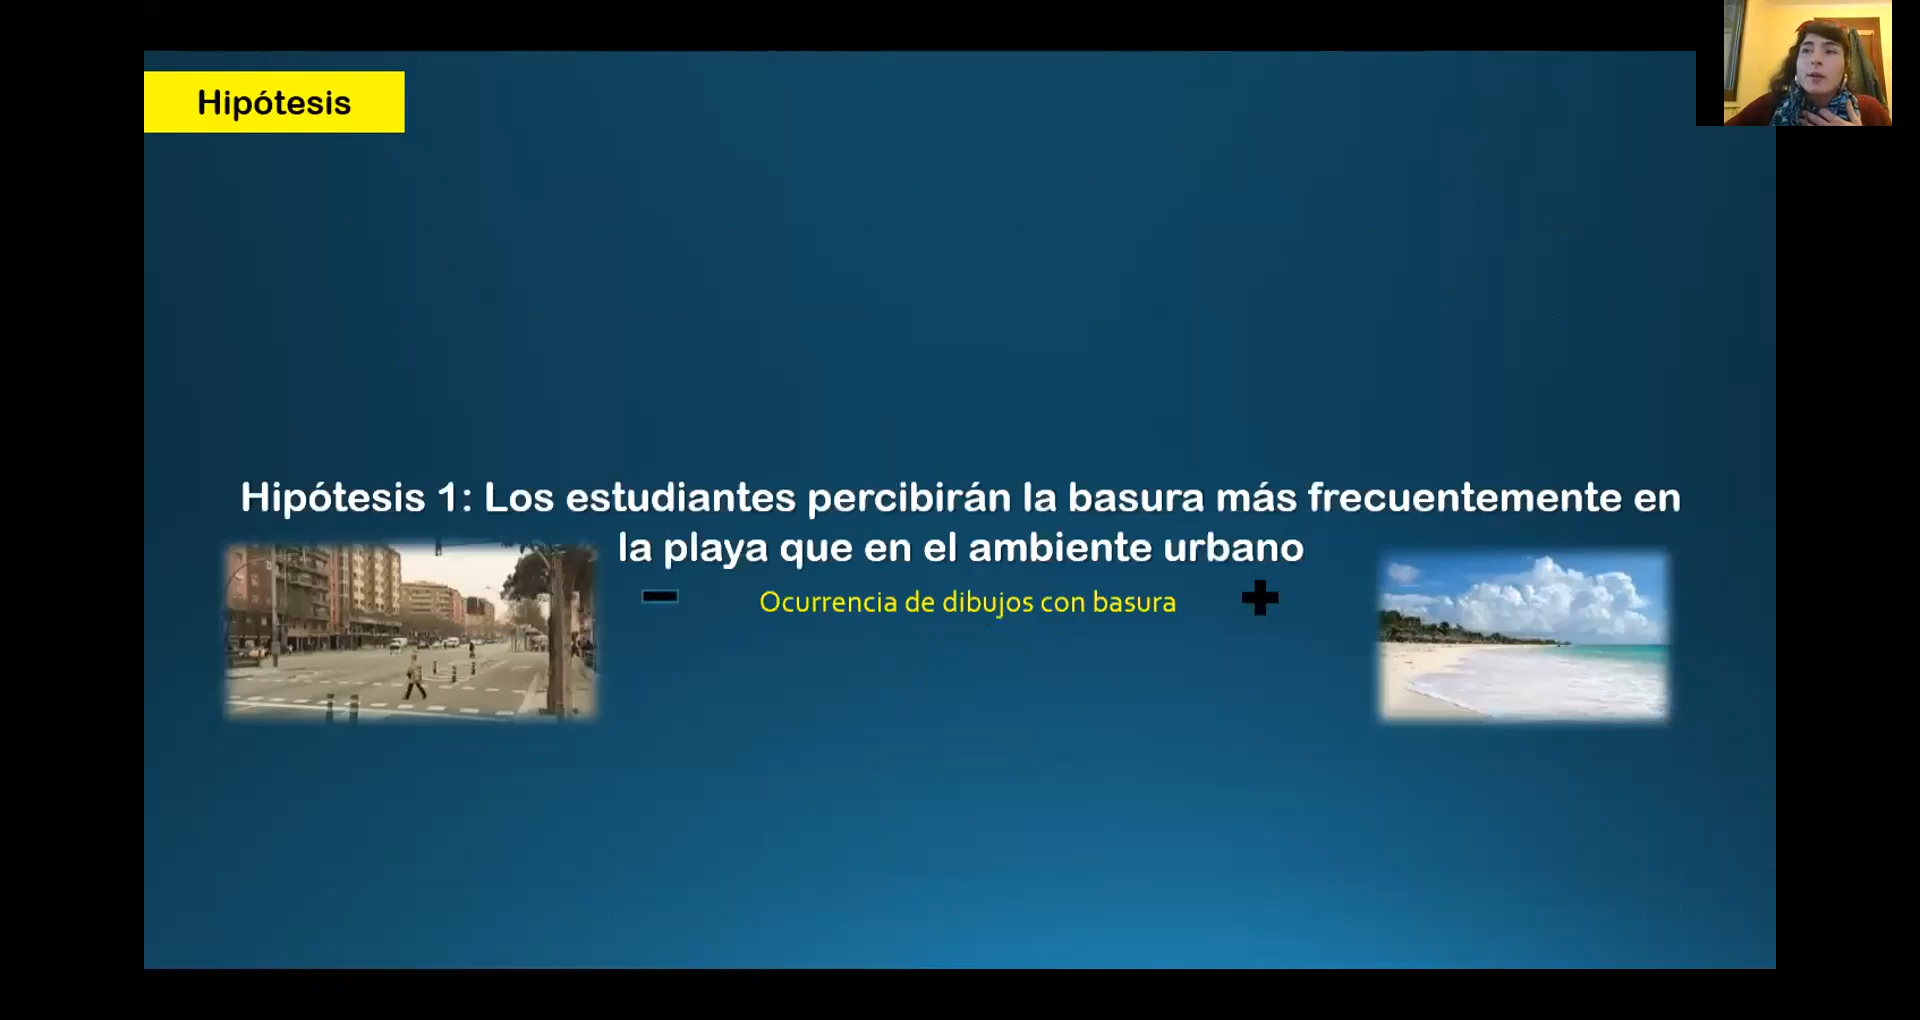 Hipótesis
Hipótesis 1: Los estudiantes percibirán la basura más frecuentemente en
la playa que en el ambiente urbano
Ocurrencia de dibujos con basura